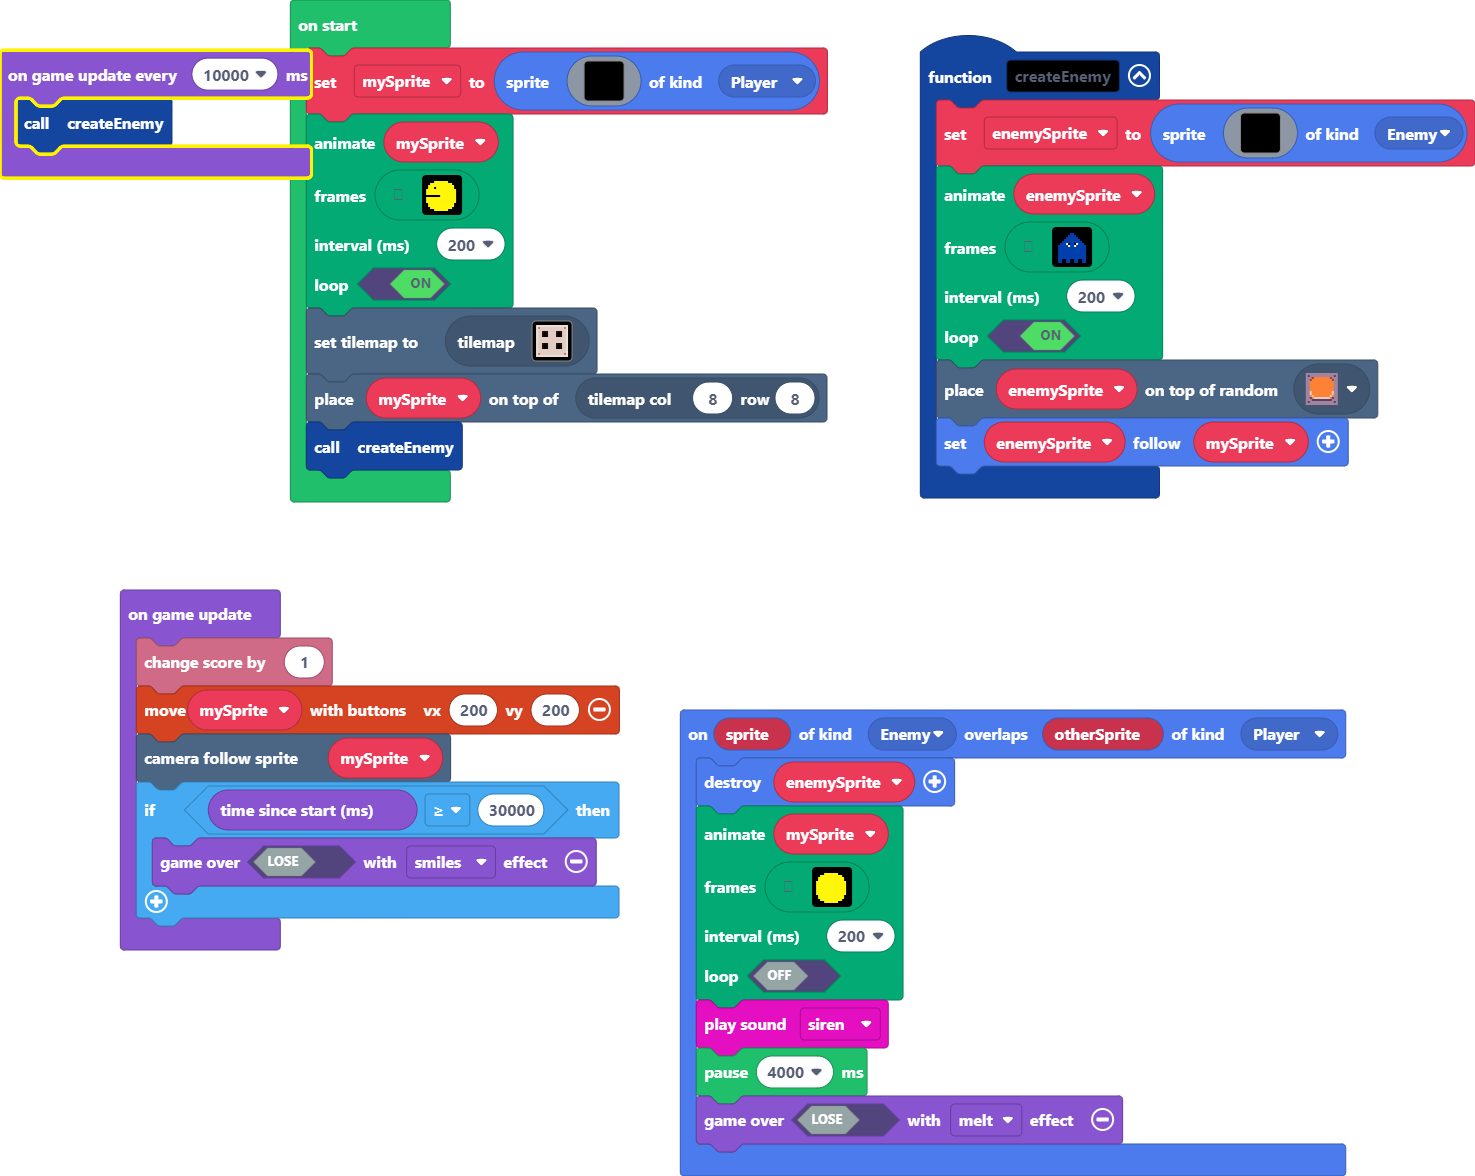 on start
set mySprite to sprite of kind Player
animate mySprite
frames
interval (ms) 200
loop ON
set tilemap to tilemap
place mySprite on top of tilemap col 8 row 8
call createEnemy
on game update every 10000 ms
call createEnemy
function createEnemy
set enemySprite to sprite of kind Enemy
animate enemySprite
frames
interval (ms) 200
loop ON
place enemySprite on top of random
set enemySprite follow mySprite
on game update
change score by 1
move mySprite with buttons vx 200 vy 200
camera follow sprite mySprite
if time since start (ms) ≥ 30000 then
game over LOSE with smiles effect
on sprite of kind Enemy overlaps otherSprite of kind Player
destroy enemySprite
animate mySprite
frames
interval (ms) 200
loop OFF
play sound siren
pause 4000 ms
game over LOSE with melt effect